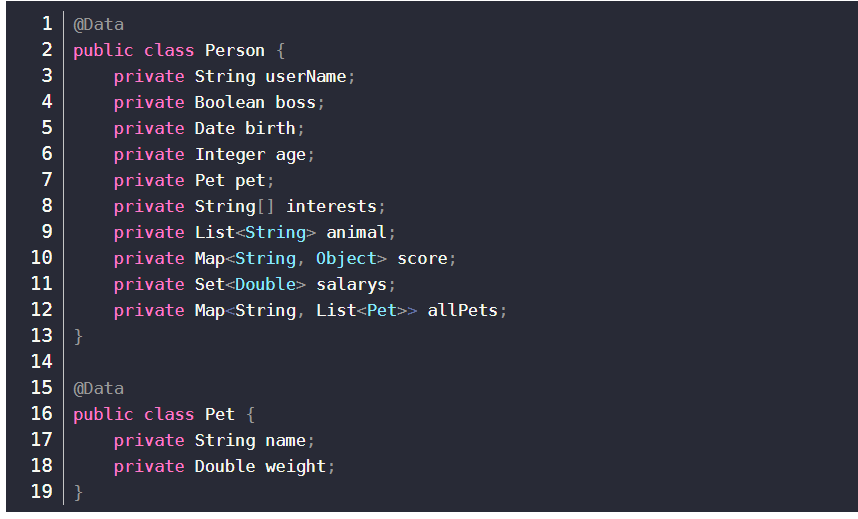 1 @Data
2 public class Person {
3     private String userName;
4     private Boolean boss;
5     private Date birth;
6     private Integer age;
7     private Pet pet;
8     private String[] interests;
9     private List<String> animal;
10     private Map<String, Object> score;
11     private Set<Double> salarys;
12     private Map<String, List<Pet>> allPets;
13 }
14
15 @Data
16 public class Pet {
17     private String name;
18     private Double weight;
19 }